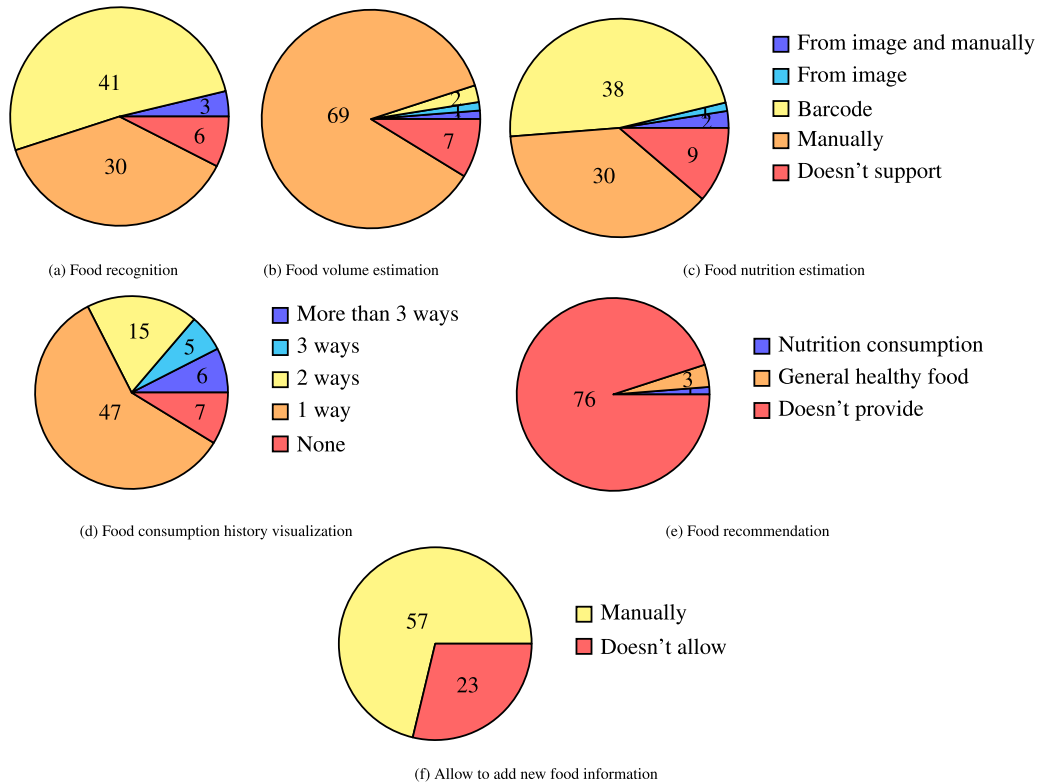 41
3
6
30
(a) Food recognition
69
2
1
1
7
(b) Food volume estimation
38
1
2
9
30
(c) Food nutrition estimation
From image and manually
From image
Barcode
Manually
Doesn't support
15
5
6
7
47
More than 3 ways
3 ways
2 ways
1 way
None
(d) Food consumption history visualization
76
3
1
Nutrition consumption
General healthy food
Doesn't provide
(e) Food recommendation
57
23
Manually
Doesn't allow
(f) Allow to add new food information